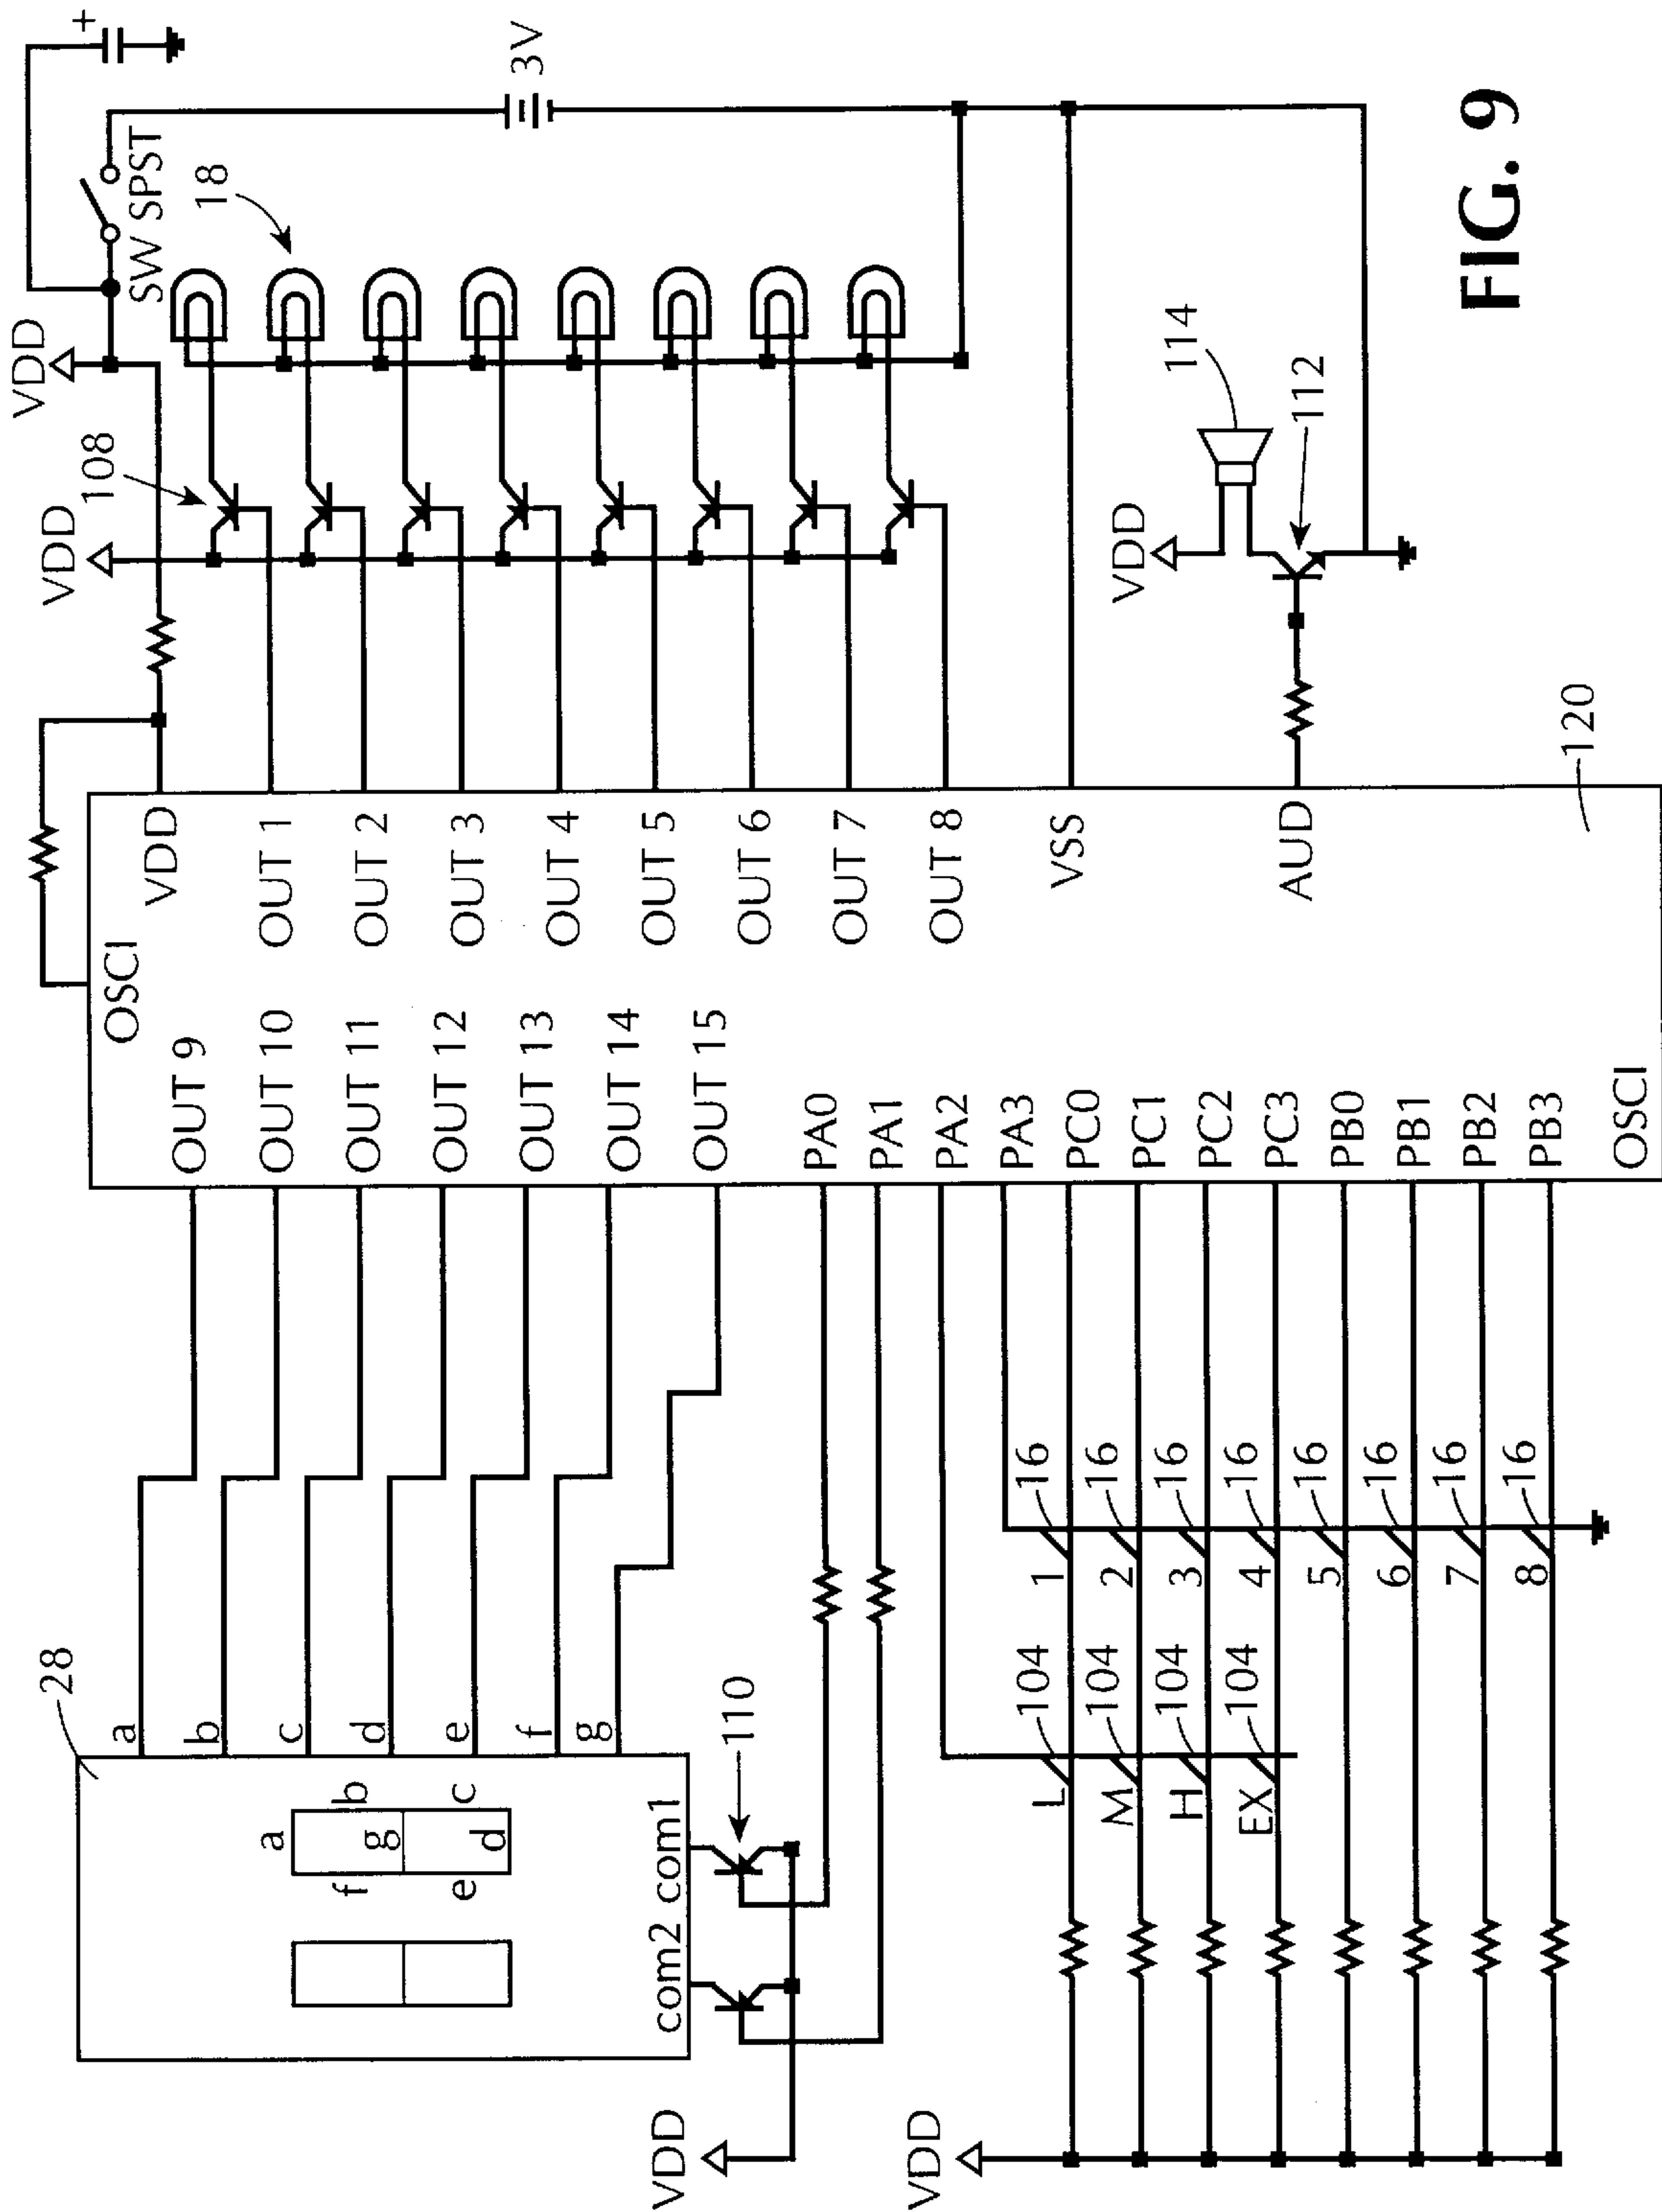 28
a
b
c
d
e
f
g
a
b
c
d
e
f
g
com2 com1
110
VDD
VDD
L
M
H
EX
104
104
104
104
1
2
3
4
5
6
7
8
16
16
16
16
16
16
16
16
OSCI
OUT 9
OUT 10
OUT 11
OUT 12
OUT 13
OUT 14
OUT 15
PA0
PA1
PA2
PA3
PC0
PC1
PC2
PC3
PB0
PB1
PB2
PB3
OSCI
VDD
OUT 1
OUT 2
OUT 3
OUT 4
OUT 5
OUT 6
OUT 7
OUT 8
VSS
AUD
120
VDD
108
VDD
SW SPST
+
18
3V
VDD
114
112
FIG. 9